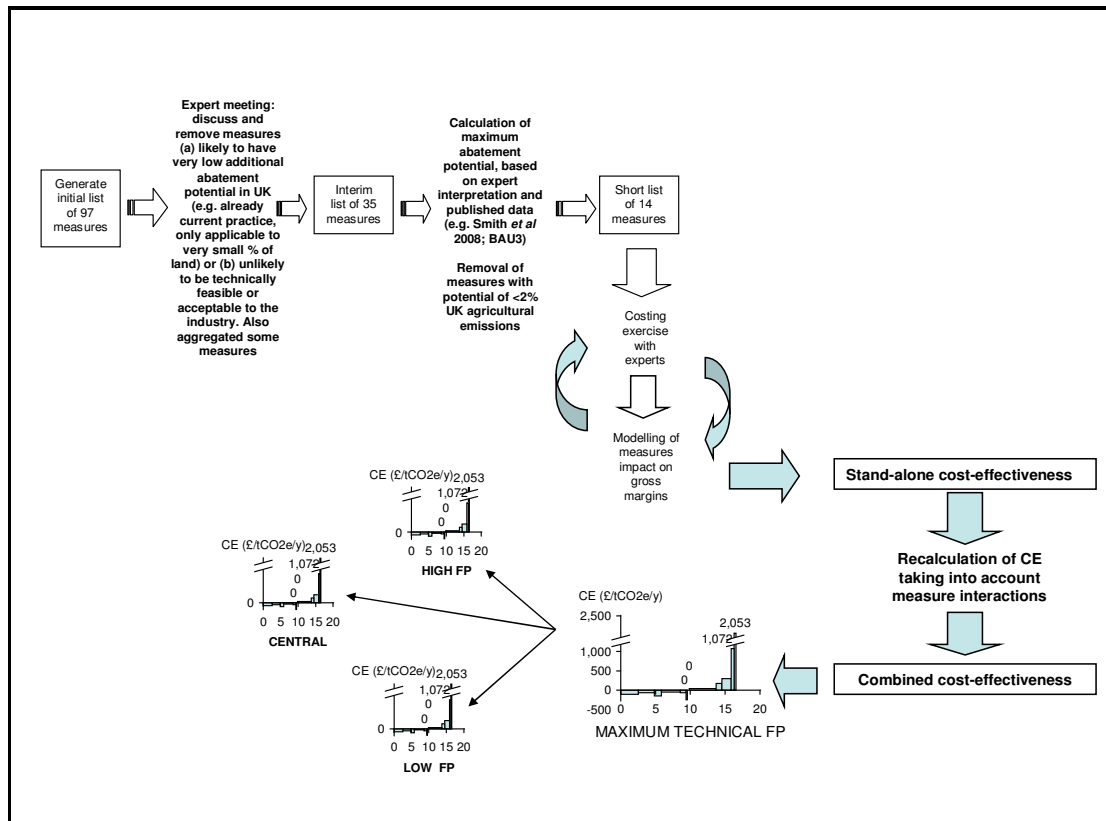 Generate
initial list
of 97
measures
Expert meeting:
discuss and
remove measures
(a) likely to have
very low additional
abatement
potential in UK
(e.g. already
current practice,
only applicable to
very small % of
land) or (b) unlikely
to be technically
feasible or
acceptable to the
industry. Also
aggregated some
measures
Interim
list of 35
measures
Calculation of
maximum
abatement
potential, based
on expert
interpretation and
published data
(e.g. Smith et al
2008; BAU3)
Removal of
measures with
potential of <2%
UK agricultural
emissions
Short list
of 14
measures
Costing
exercise
with
experts
Modelling of
measures
impact on
gross
margins
Stand-alone cost-effectiveness
Recalculation of CE
taking into account
measure interactions
Combined cost-effectiveness
CE (£/tCO2e/y)
2,500
2,053
1,072
1,000
0
500
0
0
-500
0 5 10 15 20
MAXIMUM TECHNICAL FP
CE (£/tCO2e/y) 2,053
1,072
0
0
0
0 5 10 15 20
HIGH FP
CE (£/tCO2e/y) 2,053
1,072
0
0
0
0 5 10 15 20
CENTRAL
CE (£/tCO2e/y) 2,053
1,072
0
0
0
0 5 10 15 20
LOW FP